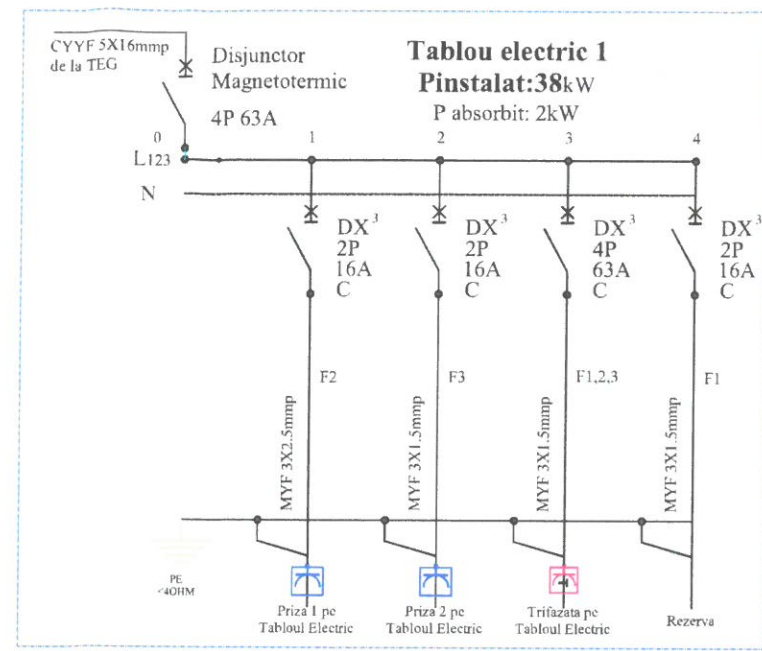 CYYF 5X16mmp
de la TEG
Disjunctor
Magnetotermic
4P 63A
Tablou electric 1
Pinstalat:38kW
P absorbit: 2kW
0
1
2
3
4
L123
N
DX³
2P
16A
C
DX³
2P
16A
C
DX³
4P
63A
C
DX³
2P
16A
C
F2
F3
F1,2,3
F1
MYF 3X2.5mmp
MYF 3X1.5mmp
MYF 3X1.5mmp
MYF 3X1.5mmp
PE
<4OHM
Priza 1 pe
Tabloul Electric
Priza 2 pe
Tabloul Electric
Trifazata pe
Tabloul Electric
Rezerva